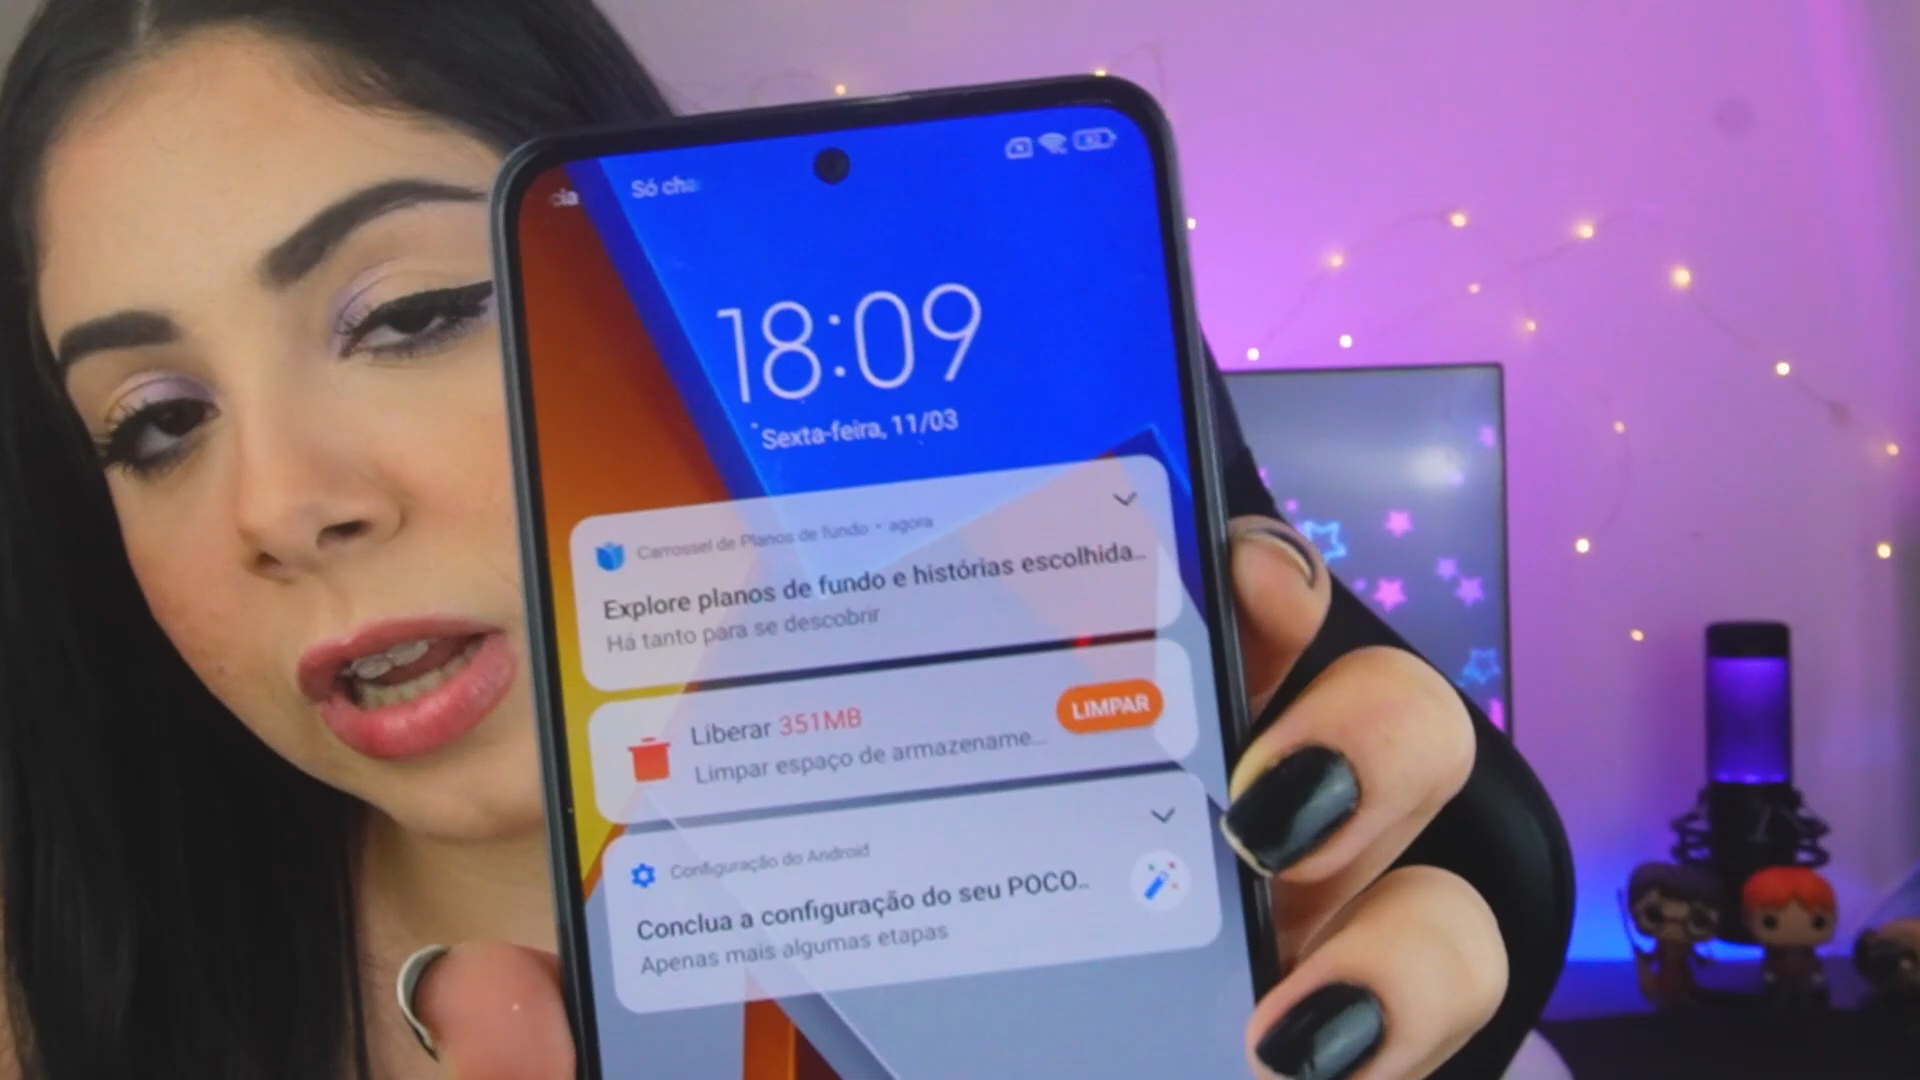 cia Só cha
18:09
Sexta-feira, 11/03
Carrossel de Planos de fundo • agora
Explore planos de fundo e histórias escolhida...
Há tanto para se descobrir
Liberar 351MB
LIMPAR
Limpar espaço de armazename...
Configuração do Android
Conclua a configuração do seu POCO...
Apenas mais algumas etapas